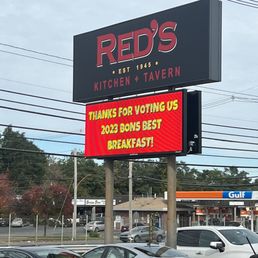 RED'S
EST 1945
KITCHEN + TAVERN
THANKS FOR VOTING US
2023 BONS BEST
BREAKFAST!
Gulf